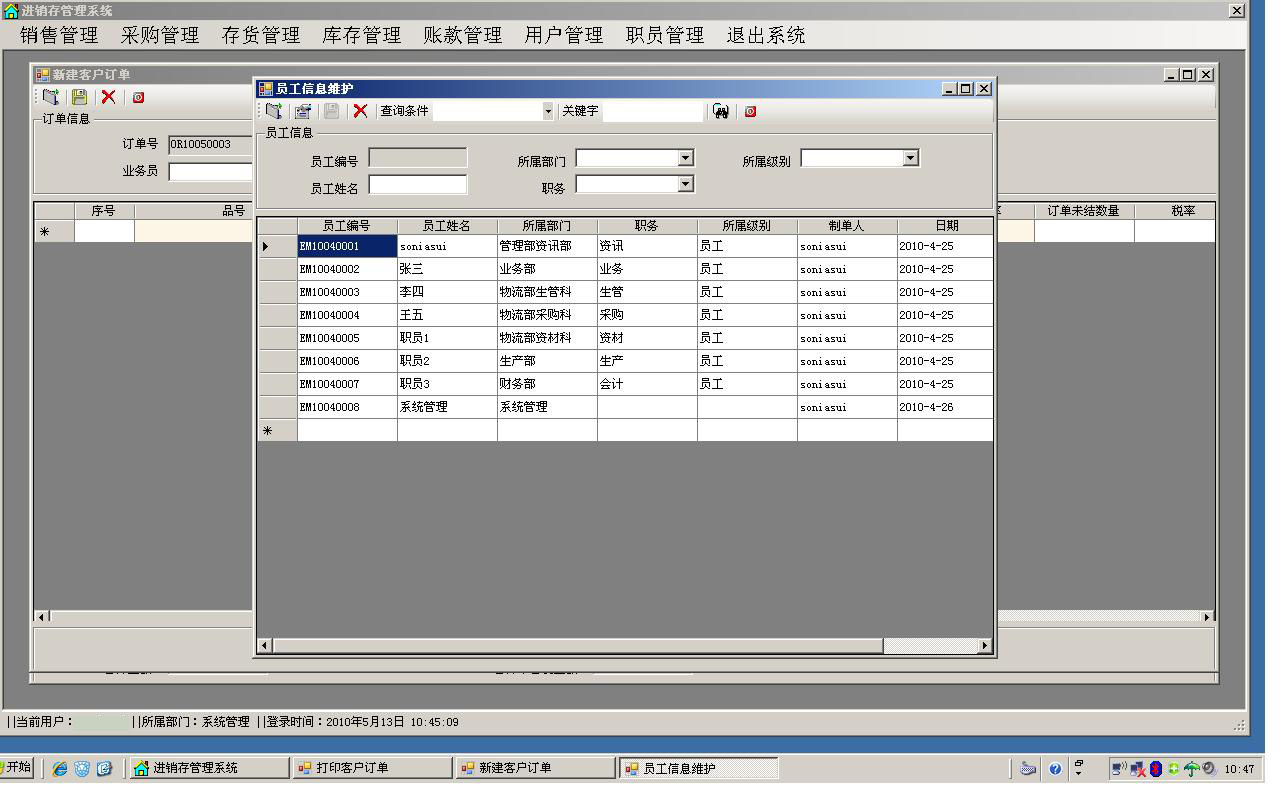 进销存管理系统
销售管理 采购管理 存货管理 库存管理 账款管理 用户管理 职员管理 退出系统
新建客户订单
订单信息
订单号 OR10050003
业务员
序号 品号 订单未结数量 税率
员工信息维护
查询条件 关键字
员工信息
员工编号 所属部门 所属级别
员工姓名 职务
员工编号 员工姓名 所属部门 职务 所属级别 制单人 日期
EM10040001 soniasui 管理部资讯部 资讯 员工 soniasui 2010-4-25
EM10040002 张三 业务部 业务 员工 soniasui 2010-4-25
EM10040003 李四 物流部生管科 生管 员工 soniasui 2010-4-25
EM10040004 王五 物流部采购科 采购 员工 soniasui 2010-4-25
EM10040005 职员1 物流部资材科 资材 员工 soniasui 2010-4-25
EM10040006 职员2 生产部 生产 员工 soniasui 2010-4-25
EM10040007 职员3 财务部 会计 员工 soniasui 2010-4-25
EM10040008 系统管理 系统管理 soniasui 2010-4-26
||当前用户： ||所属部门：系统管理 ||登录时间：2010年5月13日 10:45:09
开始 进销存管理系统 打印客户订单 新建客户订单 员工信息维护 10:47